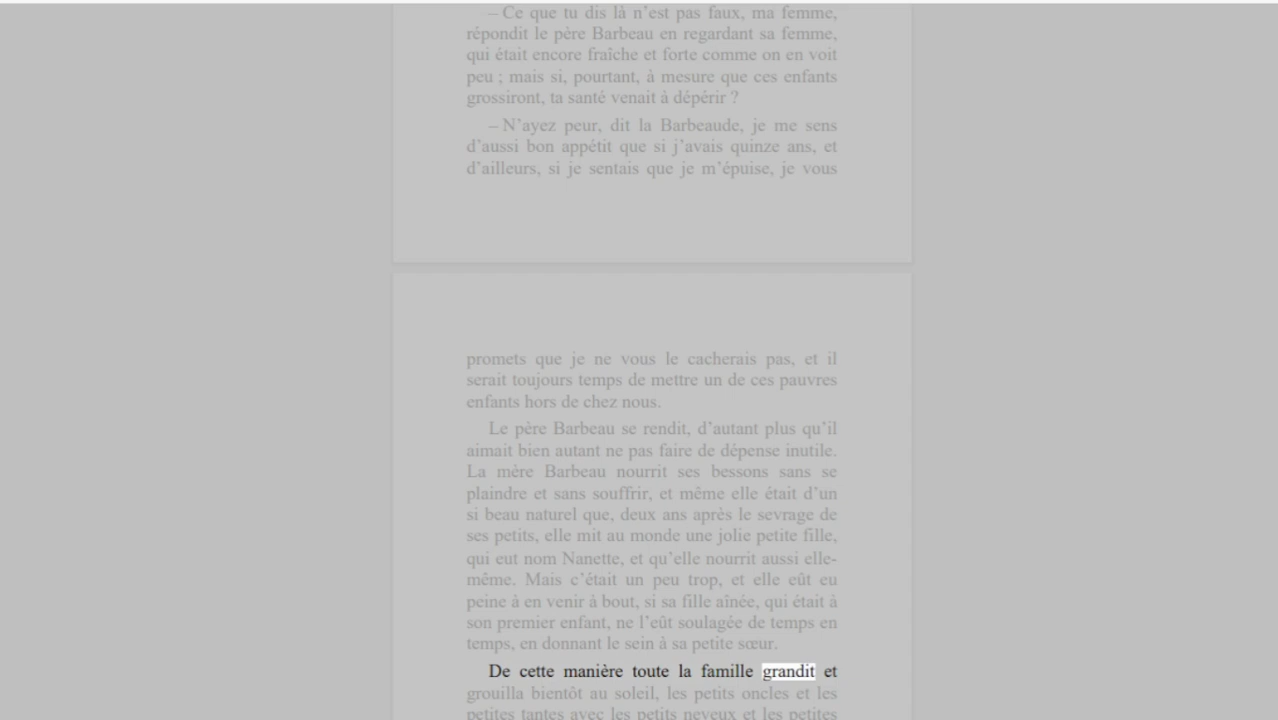 – Ce que tu dis là n’est pas faux, ma femme,
répondit le père Barbeau en regardant sa femme,
qui était encore fraîche et forte comme on en voit
peu ; mais si, pourtant, à mesure que ces enfants
grossiront, ta santé venait à dépérir ?
– N’ayez peur, dit la Barbeaude, je me sens
d’aussi bon appétit que si j’avais quinze ans, et
d’ailleurs, si je sentais que je m’épuise, je vous
promets que je ne vous le cacherais pas, et il
serait toujours temps de mettre un de ces pauvres
enfants hors de chez nous.
Le père Barbeau se rendit, d’autant plus qu’il
aimait bien autant ne pas faire de dépense inutile.
La mère Barbeau nourrit ses bessons sans se
plaindre et sans souffrir, et même elle était d’un
si beau naturel que, deux ans après le sevrage de
ses petits, elle mit au monde une jolie petite fille,
qui eut nom Nanette, et qu’elle nourrit aussi elle-
même. Mais c’était un peu trop, et elle eût eu
peine à en venir à bout, si sa fille aînée, qui était à
son premier enfant, ne l’eût soulagée de temps en
temps, en donnant le sein à sa petite sœur.
De cette manière toute la famille grandit et
grouilla bientôt au soleil, les petits oncles et les
petites tantes avec les petits neveux et les petites